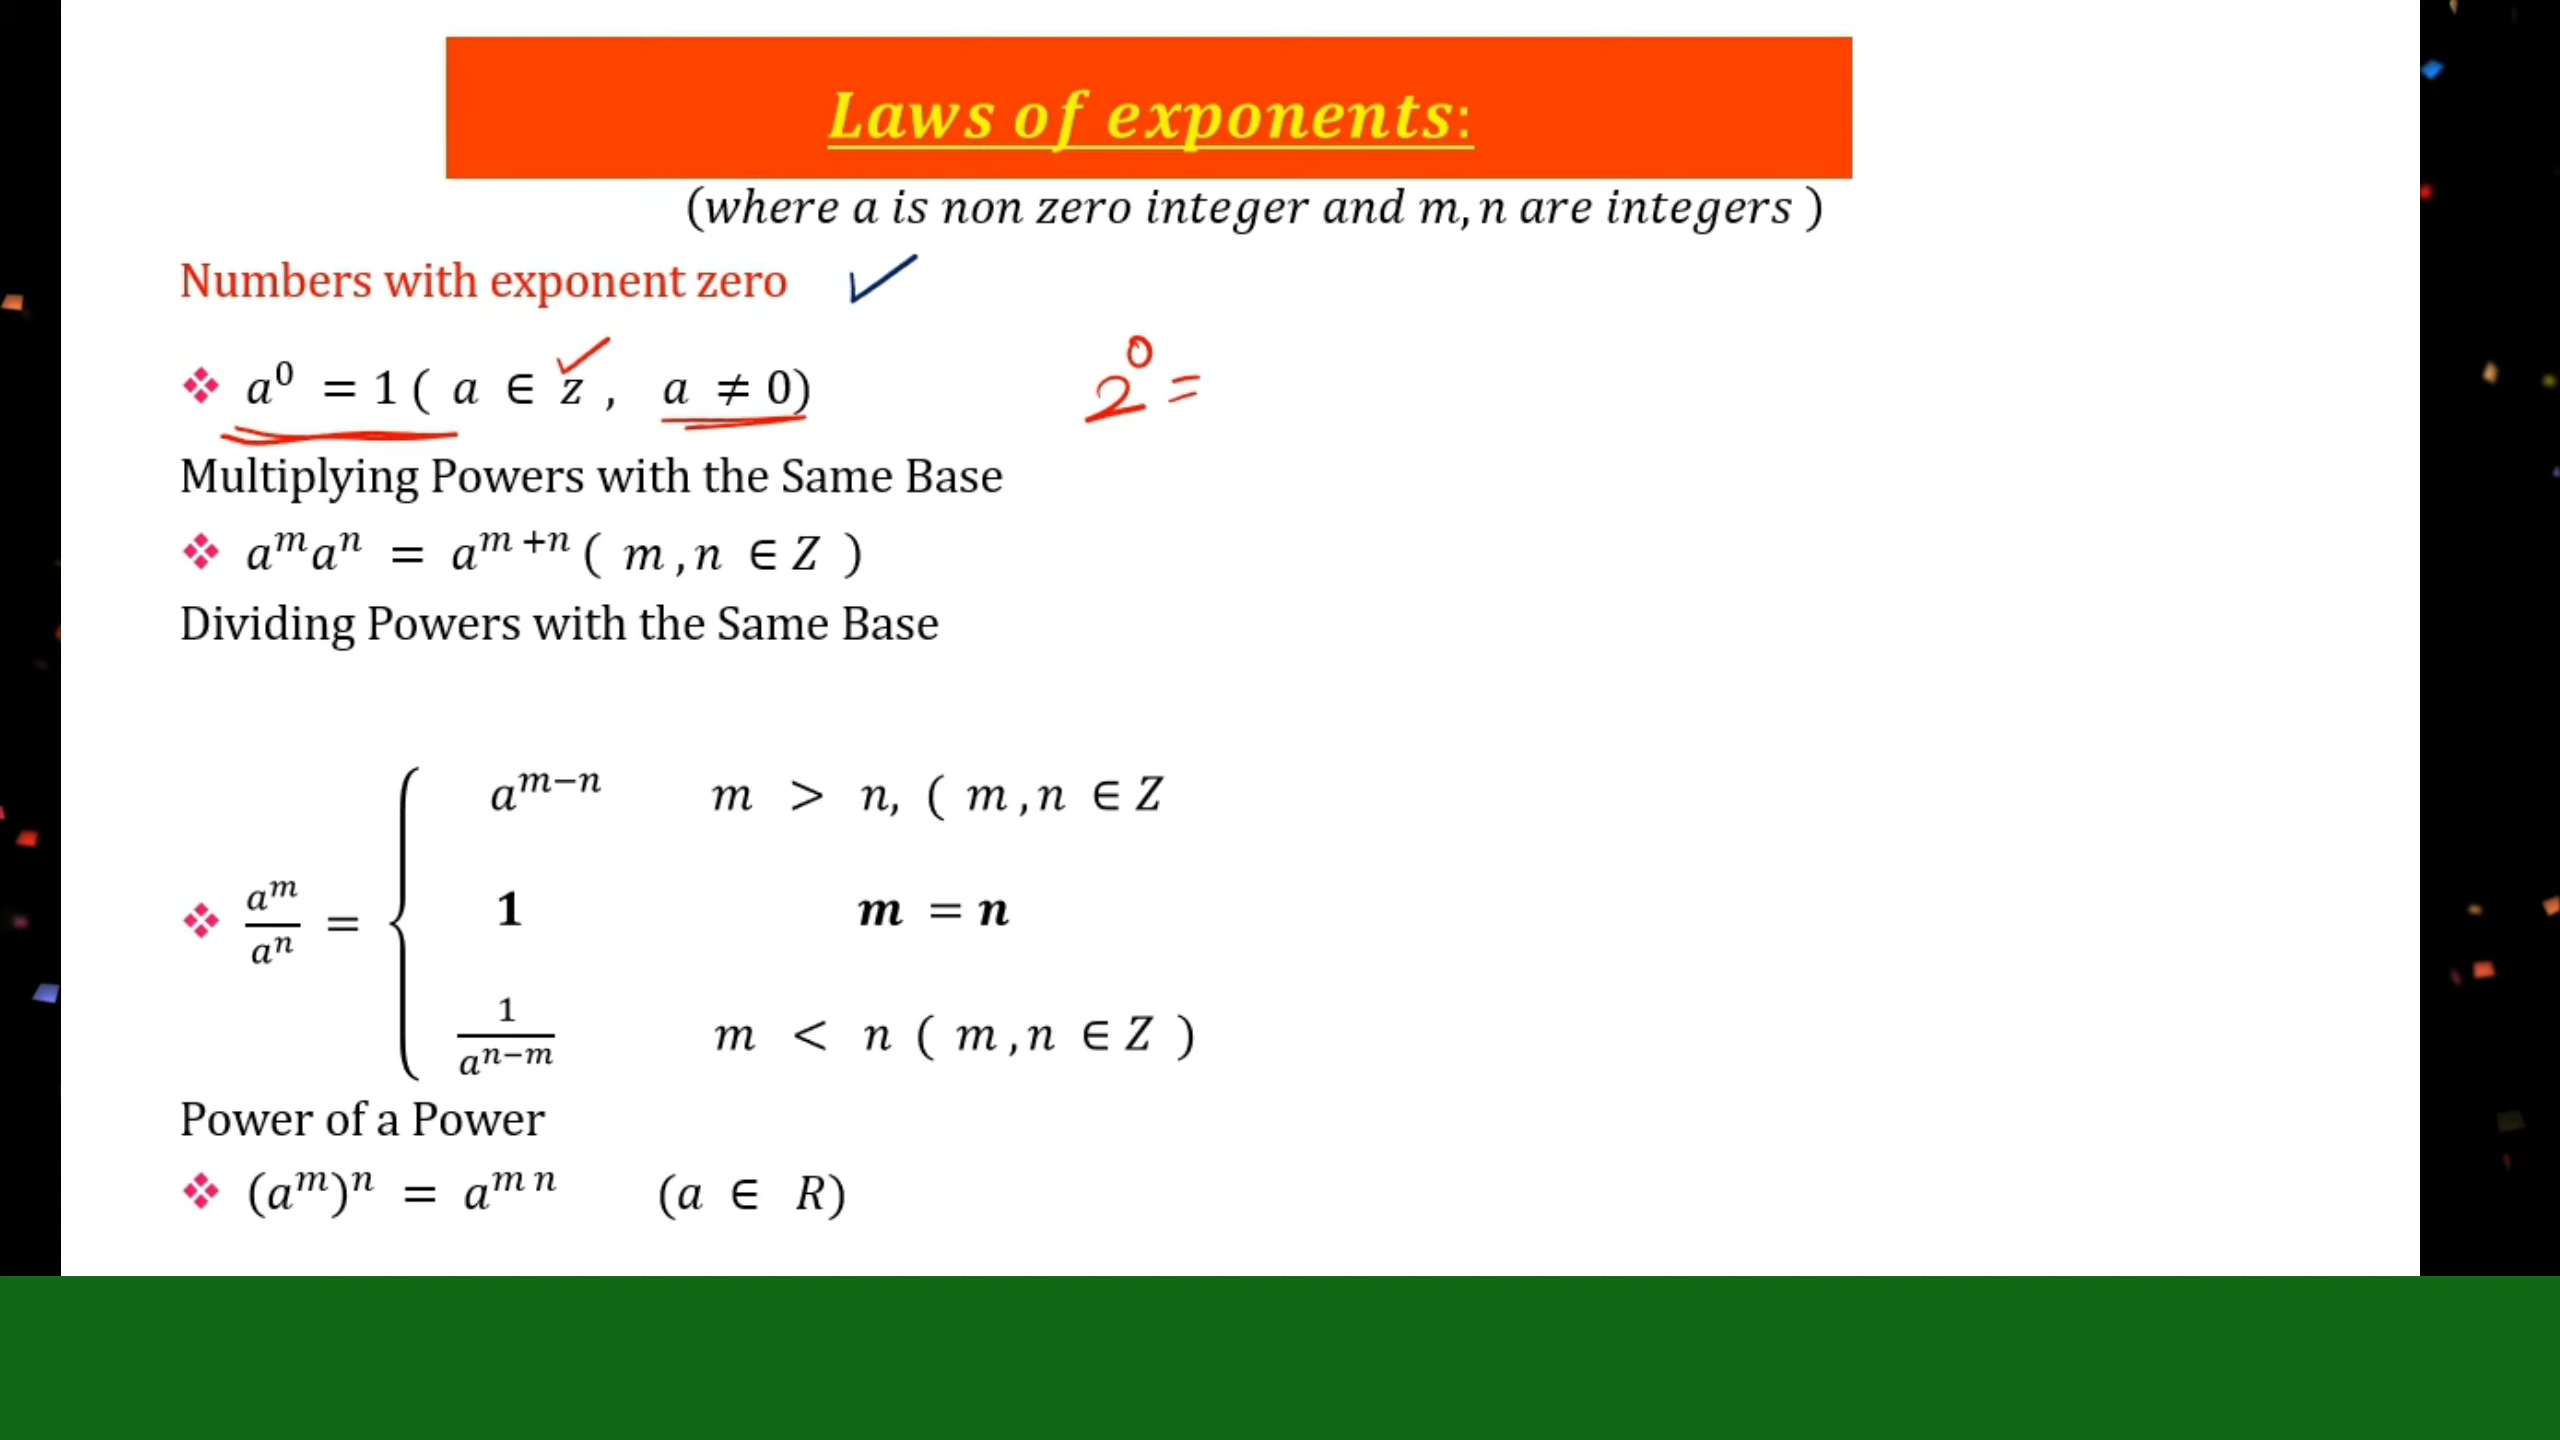 Laws of exponents:
(where a is non zero integer and m, n are integers )
Numbers with exponent zero
❖ a⁰ = 1 ( a ∈ z , a ≠ 0)
2⁰ =
Multiplying Powers with the Same Base
❖ aᵐaⁿ = aᵐ⁺ⁿ ( m , n ∈ Z )
Dividing Powers with the Same Base
aᵐ⁻ⁿ m > n, ( m , n ∈ Z
❖ aᵐ/aⁿ = { 1 m = n
1/aⁿ⁻ᵐ m < n ( m , n ∈ Z )
Power of a Power
❖ (aᵐ)ⁿ = aᵐ ⁿ (a ∈ R)